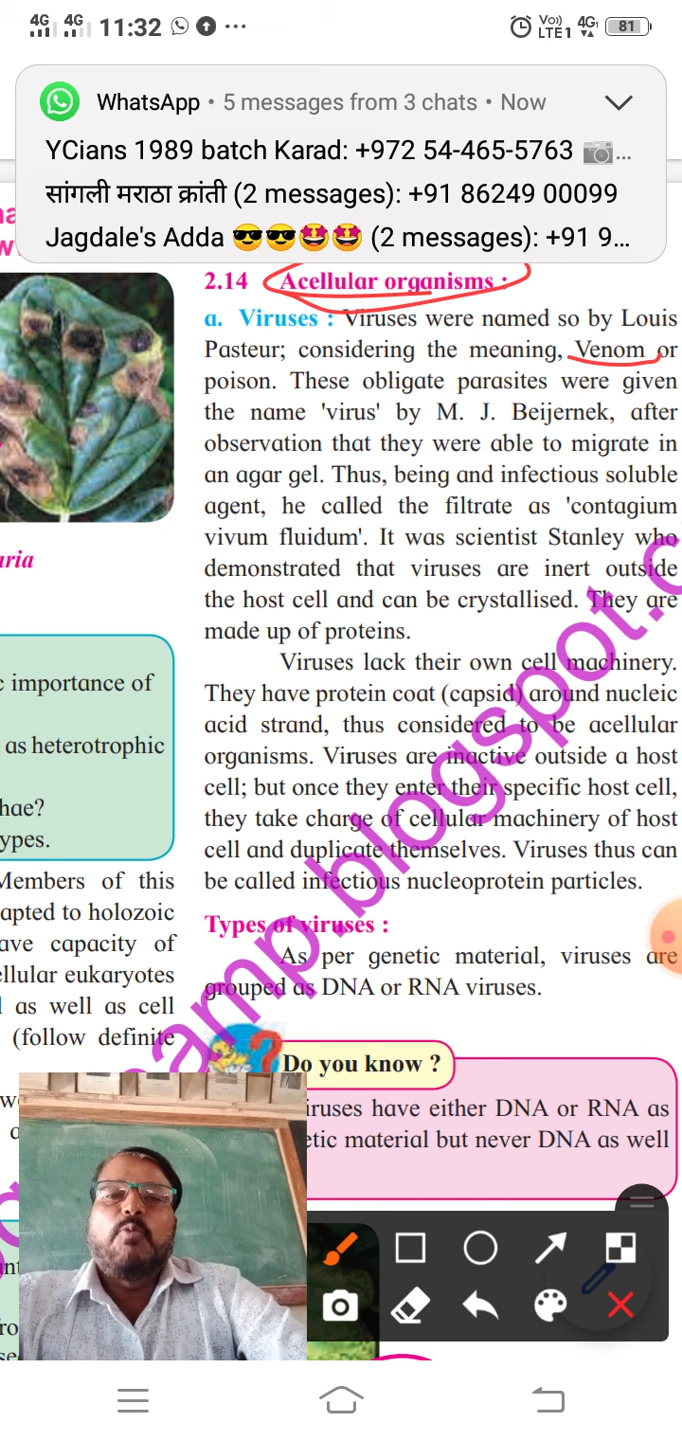 4G 4G 11:32 ... Vo)) LTE1 4G 81
WhatsApp • 5 messages from 3 chats • Now
YCians 1989 batch Karad: +972 54-465-5763 📷...
सांगली मराठा क्रांती (2 messages): +91 86249 00099
Jagdale's Adda 😎😎🤩🤩 (2 messages): +91 9...
2.14 Acellular organisms :
a. Viruses : Viruses were named so by Louis
Pasteur; considering the meaning, Venom or
poison. These obligate parasites were given
the name 'virus' by M. J. Beijernek, after
observation that they were able to migrate in
an agar gel. Thus, being and infectious soluble
agent, he called the filtrate as 'contagium
vivum fluidum'. It was scientist Stanley who
demonstrated that viruses are inert outside
the host cell and can be crystallised. They are
made up of proteins.
Viruses lack their own cell machinery.
They have protein coat (capsid) around nucleic
acid strand, thus considered to be acellular
organisms. Viruses are inactive outside a host
cell; but once they enter their specific host cell,
they take charge of cellular machinery of host
cell and duplicate themselves. Viruses thus can
be called infectious nucleoprotein particles.
Types of viruses :
As per genetic material, viruses are
grouped as DNA or RNA viruses.
Do you know ?
iruses have either DNA or RNA as
etic material but never DNA as well
aria
c importance of
as heterotrophic
hae?
ypes.
Members of this
apted to holozoic
ave capacity of
ellular eukaryotes
as well as cell
(follow definite
amp.blogspot.c